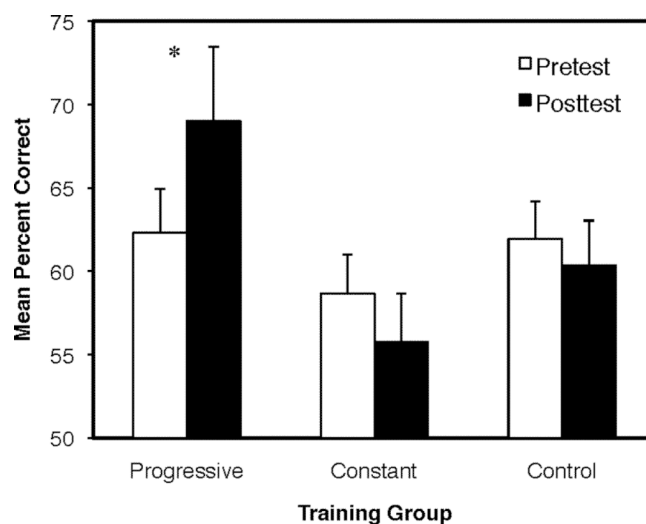 75
70
65
60
55
50
Mean Percent Correct
*
Pretest
Posttest
Progressive
Constant
Control
Training Group